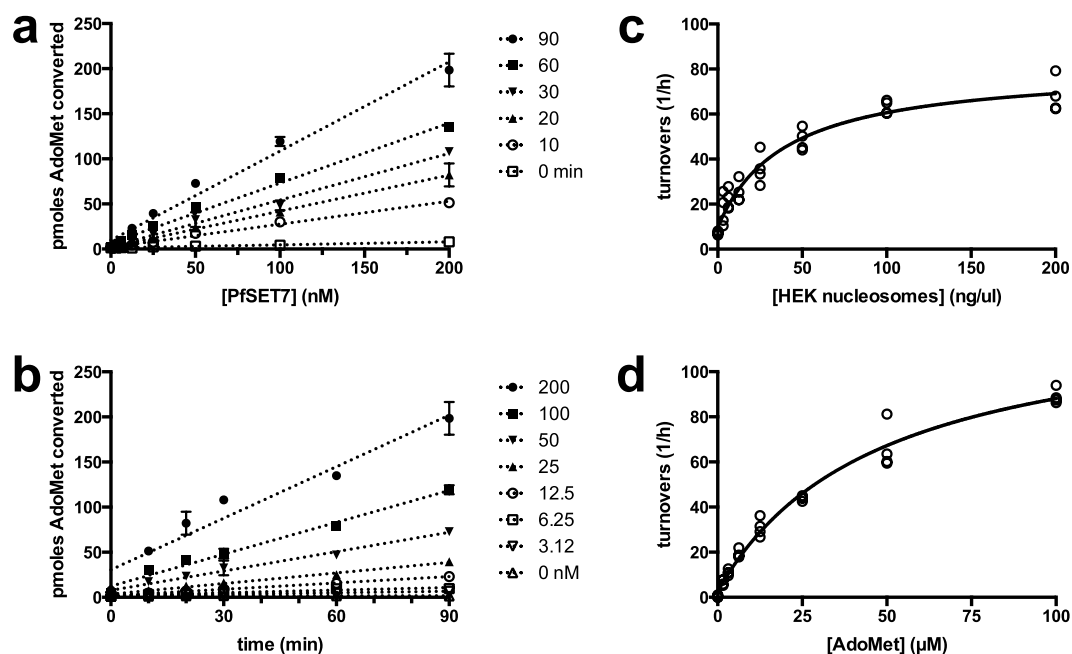 a
pmoles AdoMet converted
250
200
150
100
50
0
0 50 100 150 200
[PfSET7] (nM)
90
60
30
20
10
0 min
c
turnovers (1/h)
100
80
60
40
20
0
0 50 100 150 200
[HEK nucleosomes] (ng/ul)
b
pmoles AdoMet converted
250
200
150
100
50
0
0 30 60 90
time (min)
200
100
50
25
12.5
6.25
3.12
0 nM
d
turnovers (1/h)
100
80
60
40
20
0
0 25 50 75 100
[AdoMet] (µM)